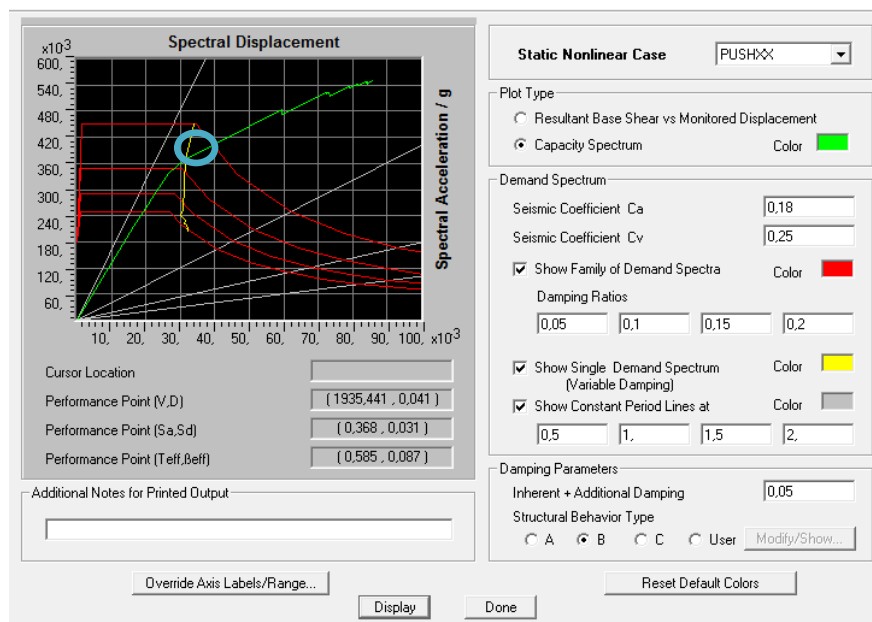 Spectral Displacement
x10³
600,
540,
480,
420,
360,
300,
240,
180,
120,
60,
10, 20, 30, 40, 50, 60, 70, 80, 90, 100, x10⁻³
Spectral Acceleration / g
Cursor Location
Performance Point (V,D) ( 1935,441 , 0,041 )
Performance Point (Sa,Sd) ( 0,368 , 0,031 )
Performance Point (Teff,βeff) ( 0,585 , 0,087 )
Additional Notes for Printed Output
Static Nonlinear Case PUSHXX
Plot Type
Resultant Base Shear vs Monitored Displacement
Capacity Spectrum Color
Demand Spectrum
Seismic Coefficient Ca 0,18
Seismic Coefficient Cv 0,25
Show Family of Demand Spectra Color
Damping Ratios
0,05 0,1 0,15 0,2
Show Single Demand Spectrum Color
(Variable Damping)
Show Constant Period Lines at Color
0,5 1, 1,5 2,
Damping Parameters
Inherent + Additional Damping 0,05
Structural Behavior Type
A B C User Modify/Show...
Override Axis Labels/Range...
Reset Default Colors
Display Done